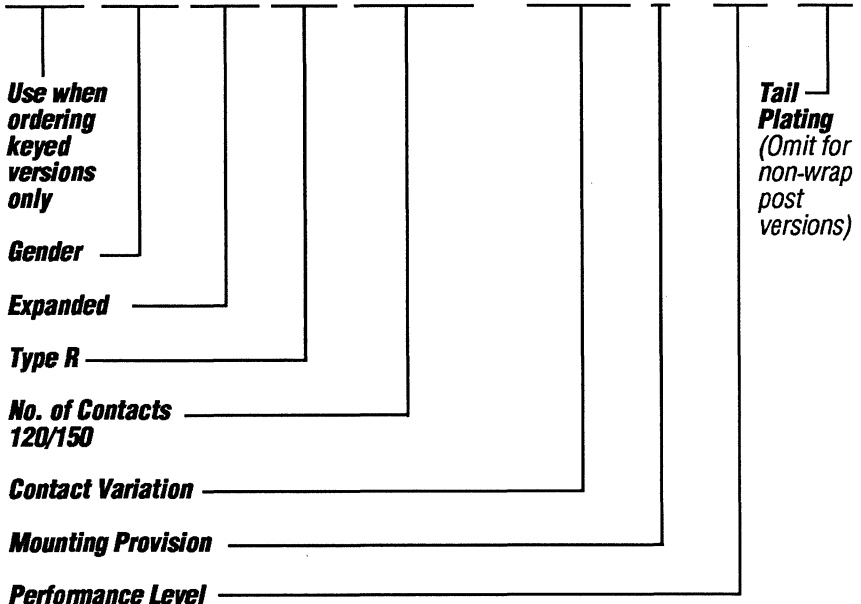 Use when
ordering
keyed
versions
only
Gender
Expanded
Type R
No. of Contacts
120/150
Contact Variation
Mounting Provision
Performance Level
Tail
Plating
(Omit for
non-wrap
post
versions)